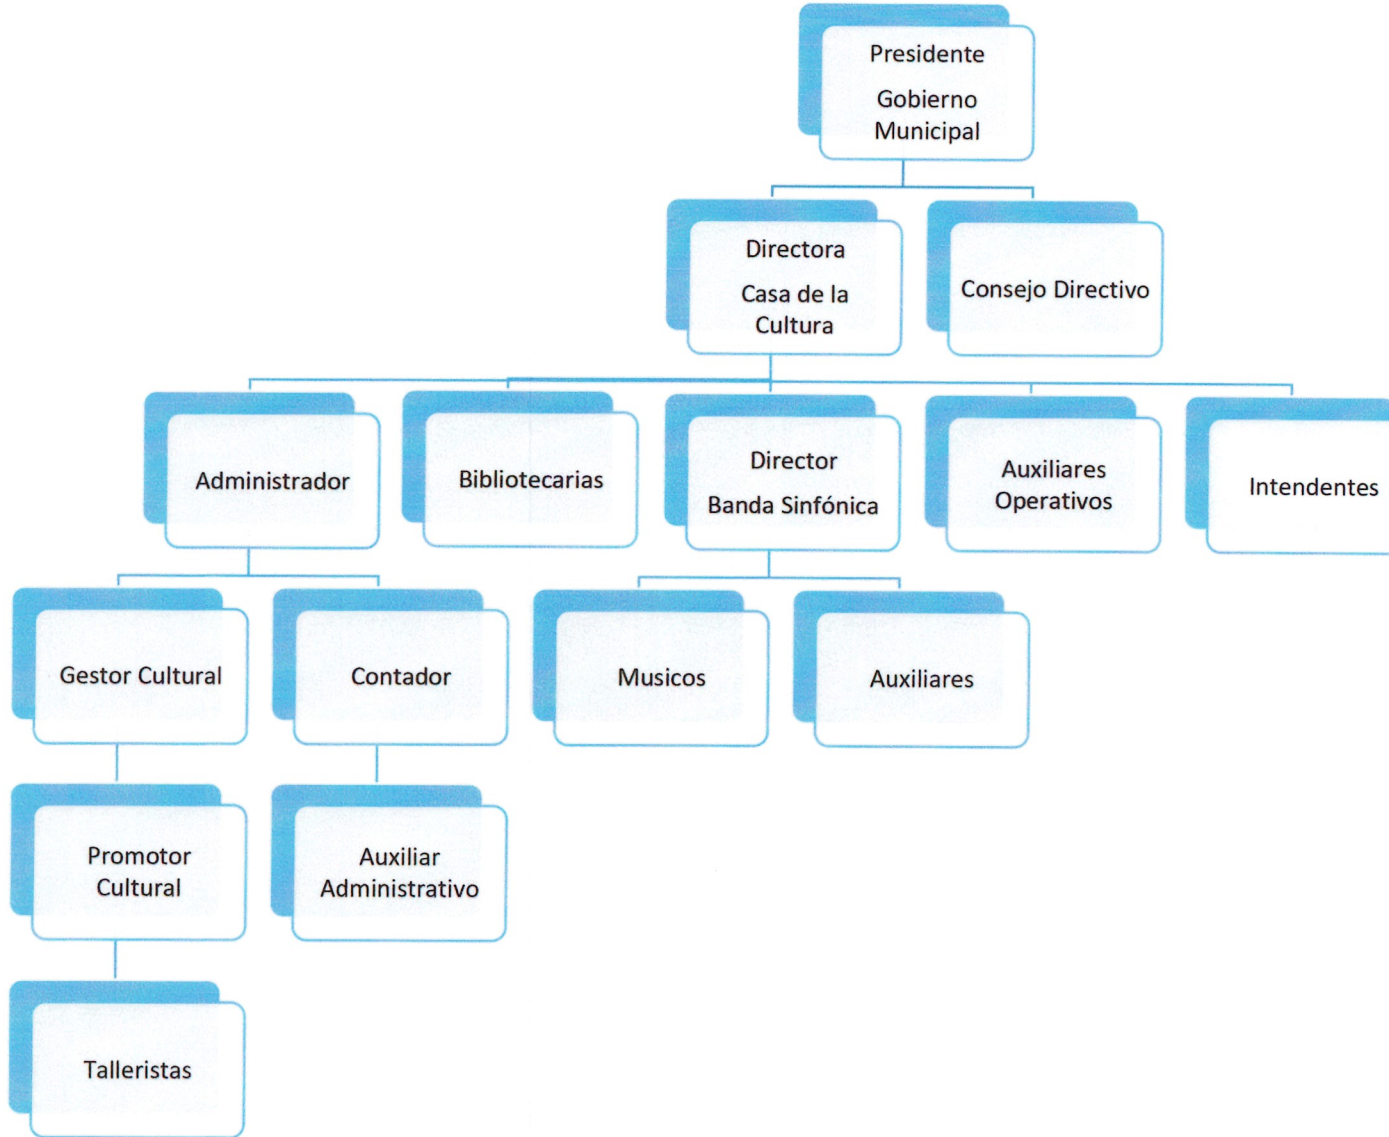 Presidente
Gobierno
Municipal
Directora
Casa de la
Cultura
Consejo Directivo
Administrador
Bibliotecarias
Director
Banda Sinfónica
Auxiliares
Operativos
Intendentes
Gestor Cultural
Contador
Musicos
Auxiliares
Promotor
Cultural
Auxiliar
Administrativo
Talleristas